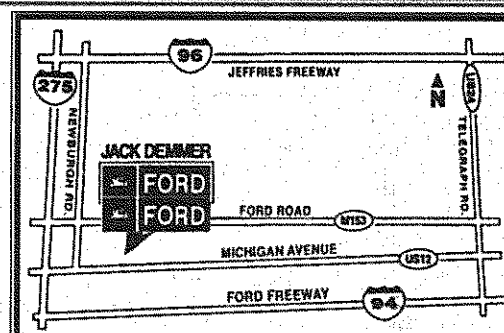 96
JEFFRIES FREEWAY
275
N
US24
NEWBURGH RD.
TELEGRAPH RD.
JACK DEMMER
FORD
FORD
FORD ROAD
M153
MICHIGAN AVENUE
US12
FORD FREEWAY
94